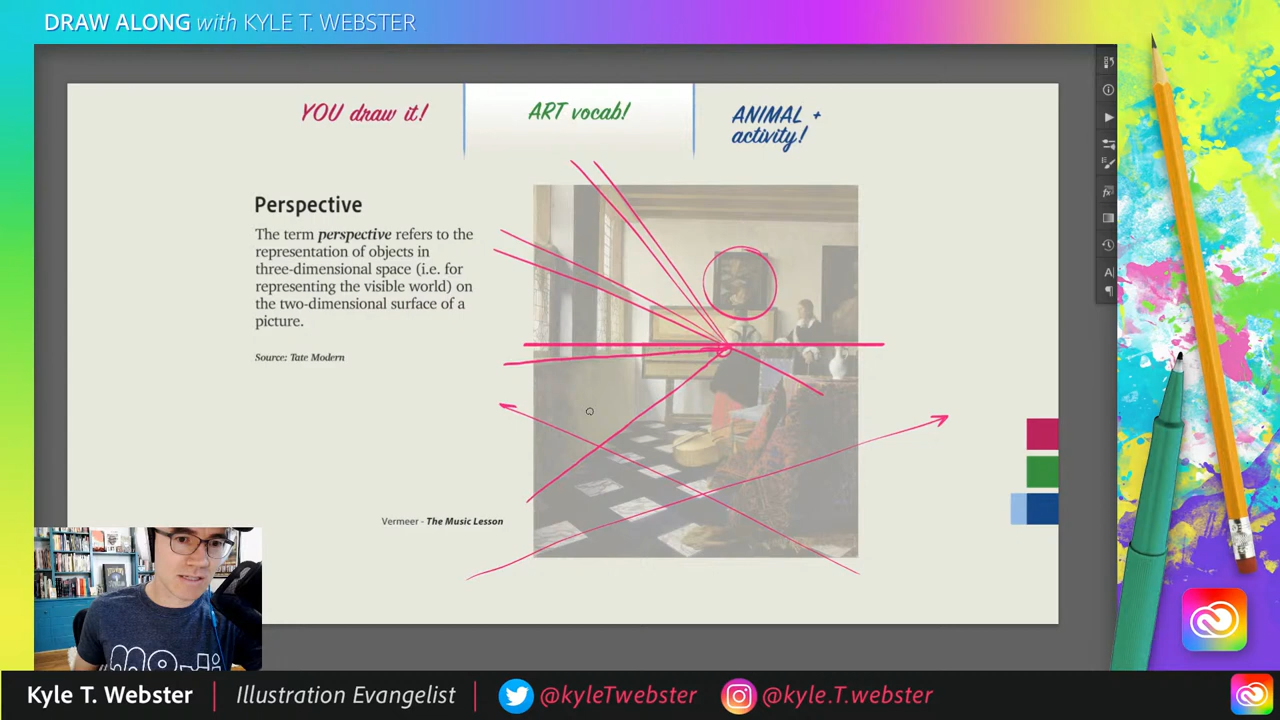 DRAW ALONG with KYLE T. WEBSTER
YOU draw it!
ART vocab!
ANIMAL +
activity!
Perspective
The term perspective refers to the
representation of objects in
three-dimensional space (i.e. for
representing the visible world) on
the two-dimensional surface of a
picture.
Source: Tate Modern
Vermeer - The Music Lesson
Kyle T. Webster | Illustration Evangelist | @kyleTwebster @kyle.T.webster